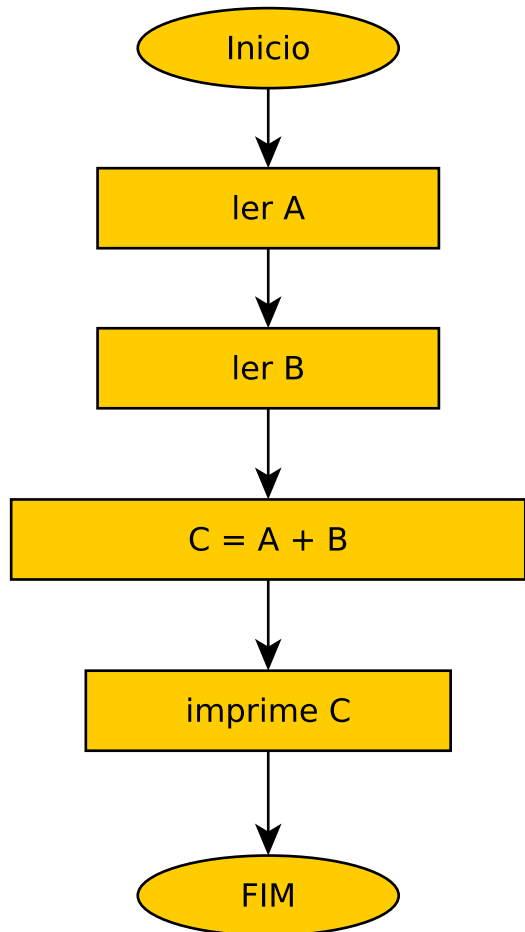 Inicio
ler A
ler B
C = A + B
imprime C
FIM